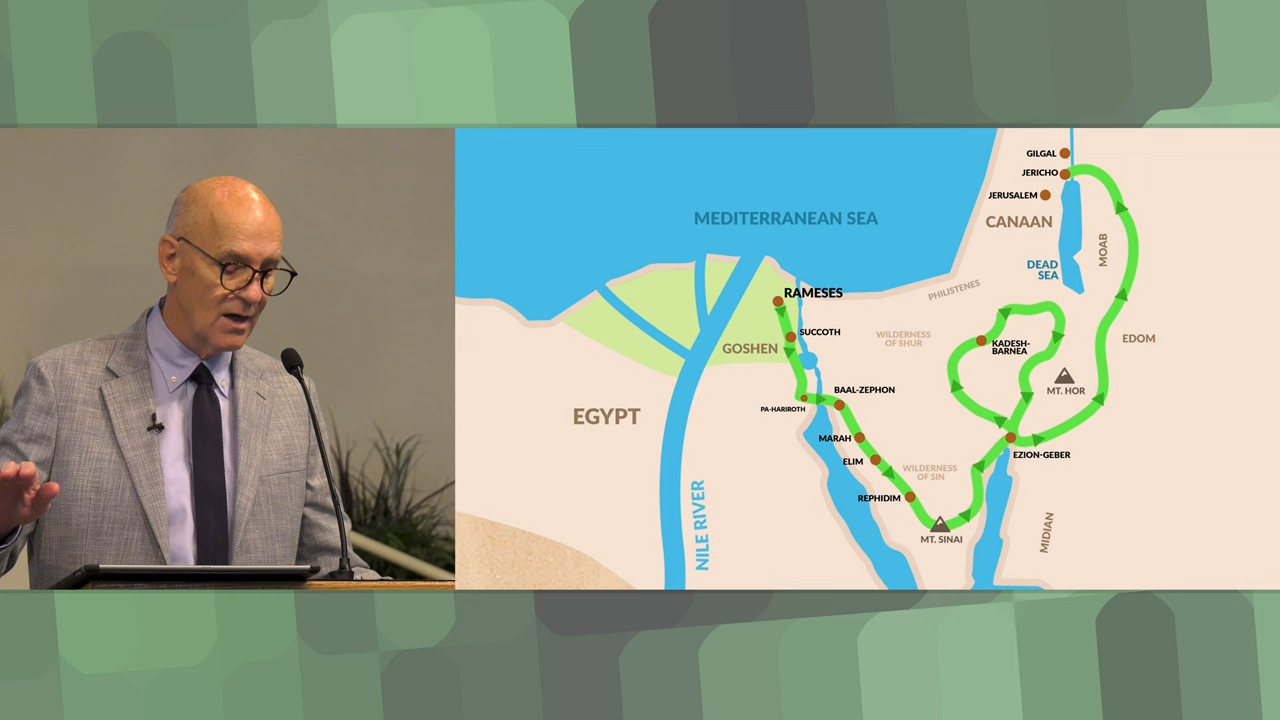 GILGAL
JERICHO
JERUSALEM
CANAAN
MEDITERRANEAN SEA
MOAB
DEAD
SEA
PHILISTENES
RAMESES
SUCCOTH
WILDERNESS
OF SHUR
GOSHEN
KADESH-
BARNEA
EDOM
MT. HOR
BAAL-ZEPHON
PA-HARIROTH
EGYPT
MARAH
EZION-GEBER
ELIM
WILDERNESS
OF SIN
REPHIDIM
NILE RIVER
MT. SINAI
MIDIAN